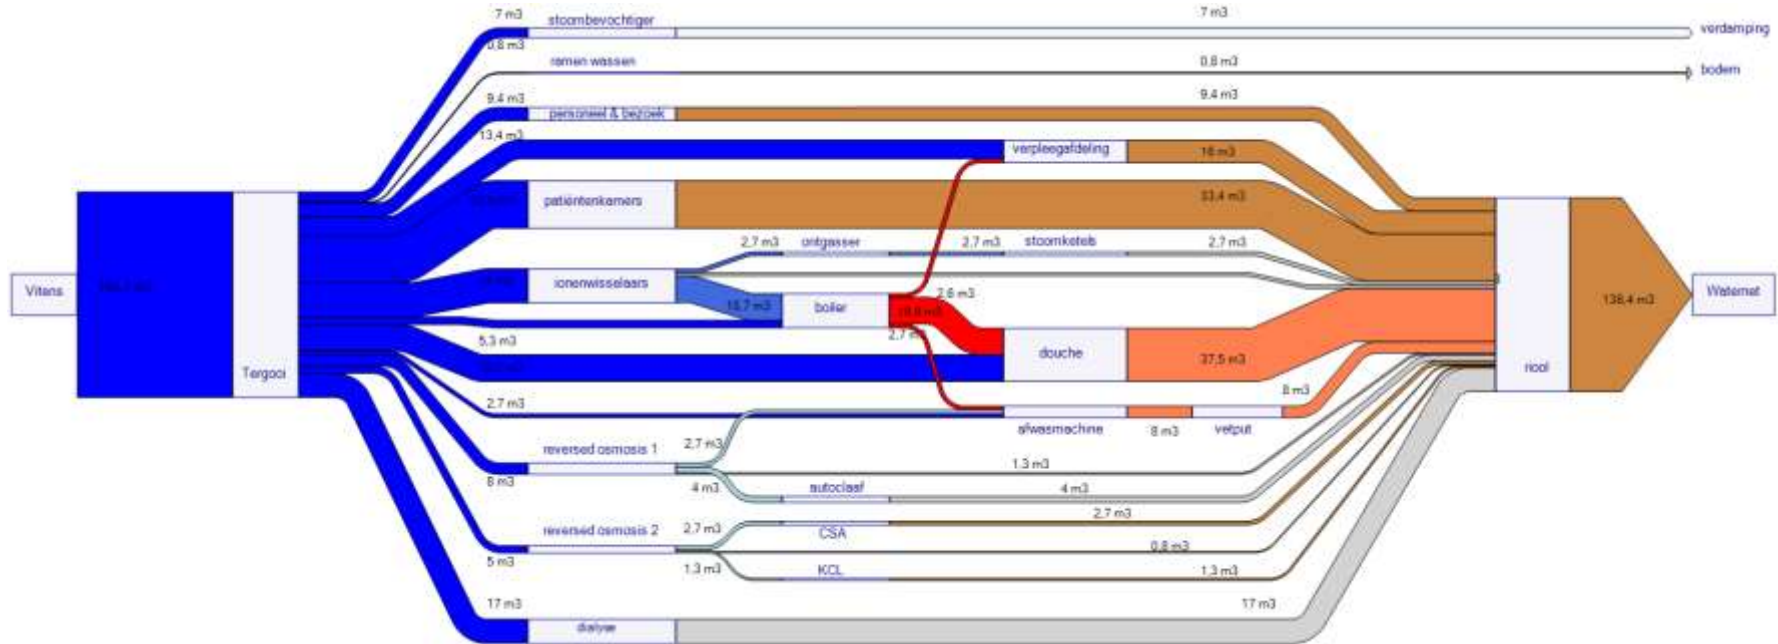 7 m3
stoombevochtiger
7 m3
verdamping
0,8 m3
ramen wassen
0,8 m3
bodem
9,4 m3
personeel & bezoek
9,4 m3
13,4 m3
verpleegafdeling
16 m3
patiëntenkamers
33,4 m3
2,7 m3
ontgasser
2,7 m3
stoomketels
2,7 m3
Vitens
ionenwisselaars
boiler
2,6 m3
138,4 m3
Waternet
2,7 m3
5,3 m3
Tergooi
douche
37,5 m3
riool
2,7 m3
8 m3
afwasmachine
8 m3
vetput
reversed osmosis 1
2,7 m3
1,3 m3
8 m3
4 m3
autoclaaf
4 m3
2,7 m3
reversed osmosis 2
2,7 m3
CSA
0,8 m3
5 m3
1,3 m3
KCL
1,3 m3
17 m3
dialyse
17 m3